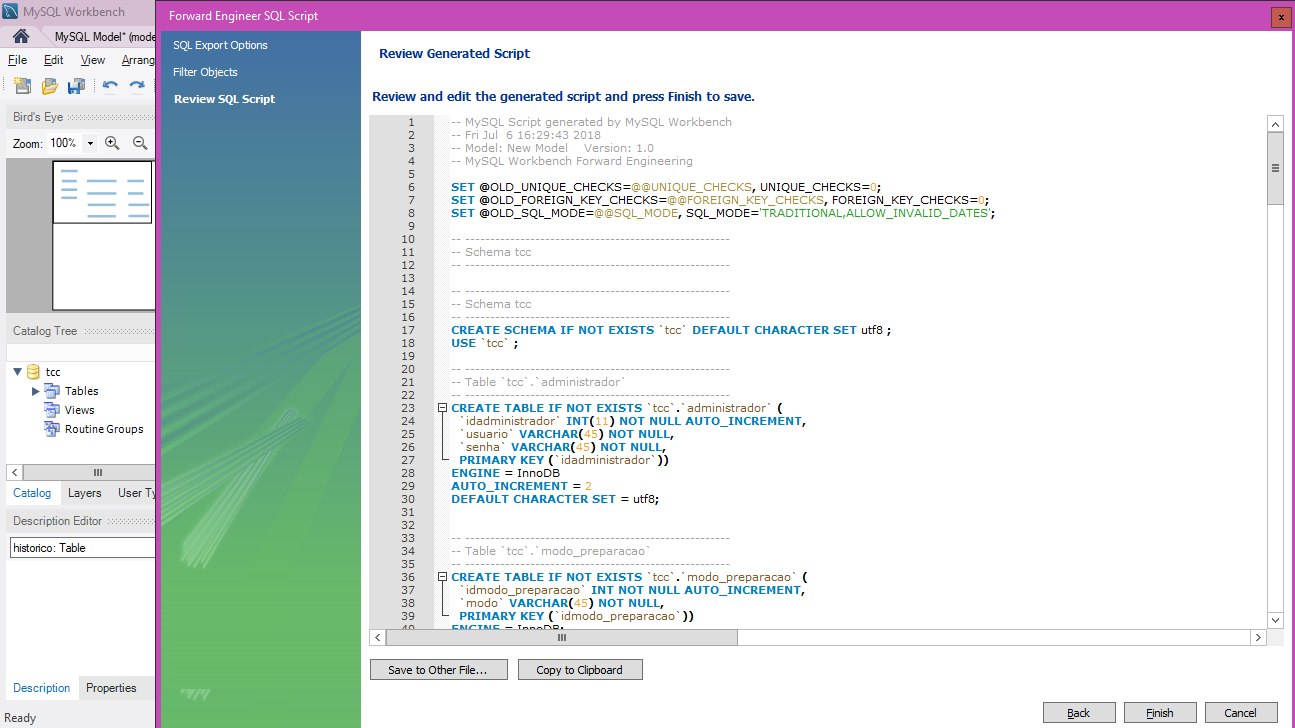 MySQL Workbench
MySQL Model* (mode
File Edit View Arrang
Bird's Eye
Zoom: 100%
Catalog Tree
tcc
Tables
Views
Routine Groups
Catalog Layers User Ty
Description Editor
historico: Table
Description Properties
Ready
Forward Engineer SQL Script
x
SQL Export Options
Filter Objects
Review SQL Script
Review Generated Script
Review and edit the generated script and press Finish to save.
1 -- MySQL Script generated by MySQL Workbench
2 -- Fri Jul  6 16:29:43 2018
3 -- Model: New Model    Version: 1.0
4 -- MySQL Workbench Forward Engineering
5
6 SET @OLD_UNIQUE_CHECKS=@@UNIQUE_CHECKS, UNIQUE_CHECKS=0;
7 SET @OLD_FOREIGN_KEY_CHECKS=@@FOREIGN_KEY_CHECKS, FOREIGN_KEY_CHECKS=0;
8 SET @OLD_SQL_MODE=@@SQL_MODE, SQL_MODE='TRADITIONAL,ALLOW_INVALID_DATES';
9
10 -- -----------------------------------------------------
11 -- Schema tcc
12 -- -----------------------------------------------------
13
14 -- -----------------------------------------------------
15 -- Schema tcc
16 -- -----------------------------------------------------
17 CREATE SCHEMA IF NOT EXISTS `tcc` DEFAULT CHARACTER SET utf8 ;
18 USE `tcc` ;
19
20 -- -----------------------------------------------------
21 -- Table `tcc`.`administrador`
22 -- -----------------------------------------------------
23 CREATE TABLE IF NOT EXISTS `tcc`.`administrador` (
24 `idadministrador` INT(11) NOT NULL AUTO_INCREMENT,
25 `usuario` VARCHAR(45) NOT NULL,
26 `senha` VARCHAR(45) NOT NULL,
27 PRIMARY KEY (`idadministrador`))
28 ENGINE = InnoDB
29 AUTO_INCREMENT = 2
30 DEFAULT CHARACTER SET = utf8;
31
32
33 -- -----------------------------------------------------
34 -- Table `tcc`.`modo_preparacao`
35 -- -----------------------------------------------------
36 CREATE TABLE IF NOT EXISTS `tcc`.`modo_preparacao` (
37 `idmodo_preparacao` INT NOT NULL AUTO_INCREMENT,
38 `modo` VARCHAR(45) NOT NULL,
39 PRIMARY KEY (`idmodo_preparacao`))
40 ENGINE = InnoDB;
Save to Other File... Copy to Clipboard
Back Finish Cancel